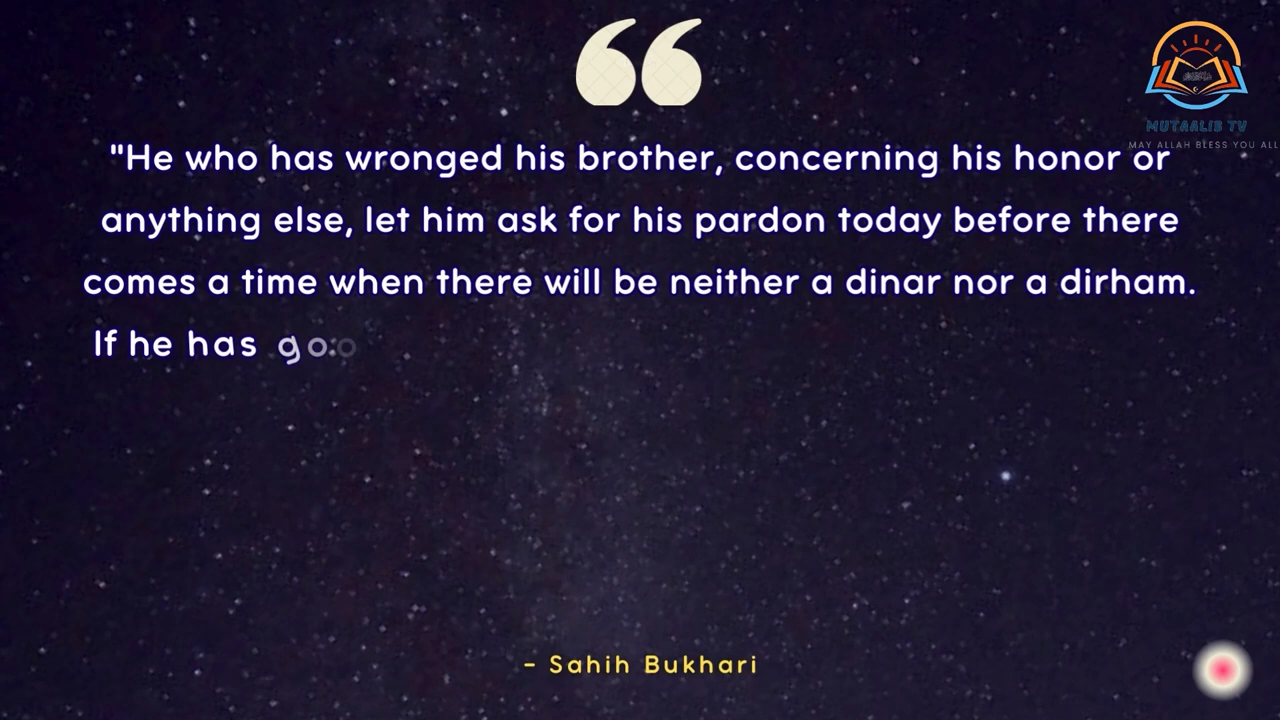 MUTAALIB TV
MAY ALLAH BLESS YOU ALL
"He who has wronged his brother, concerning his honor or
anything else, let him ask for his pardon today before there
comes a time when there will be neither a dinar nor a dirham.
If he has goo
- Sahih Bukhari